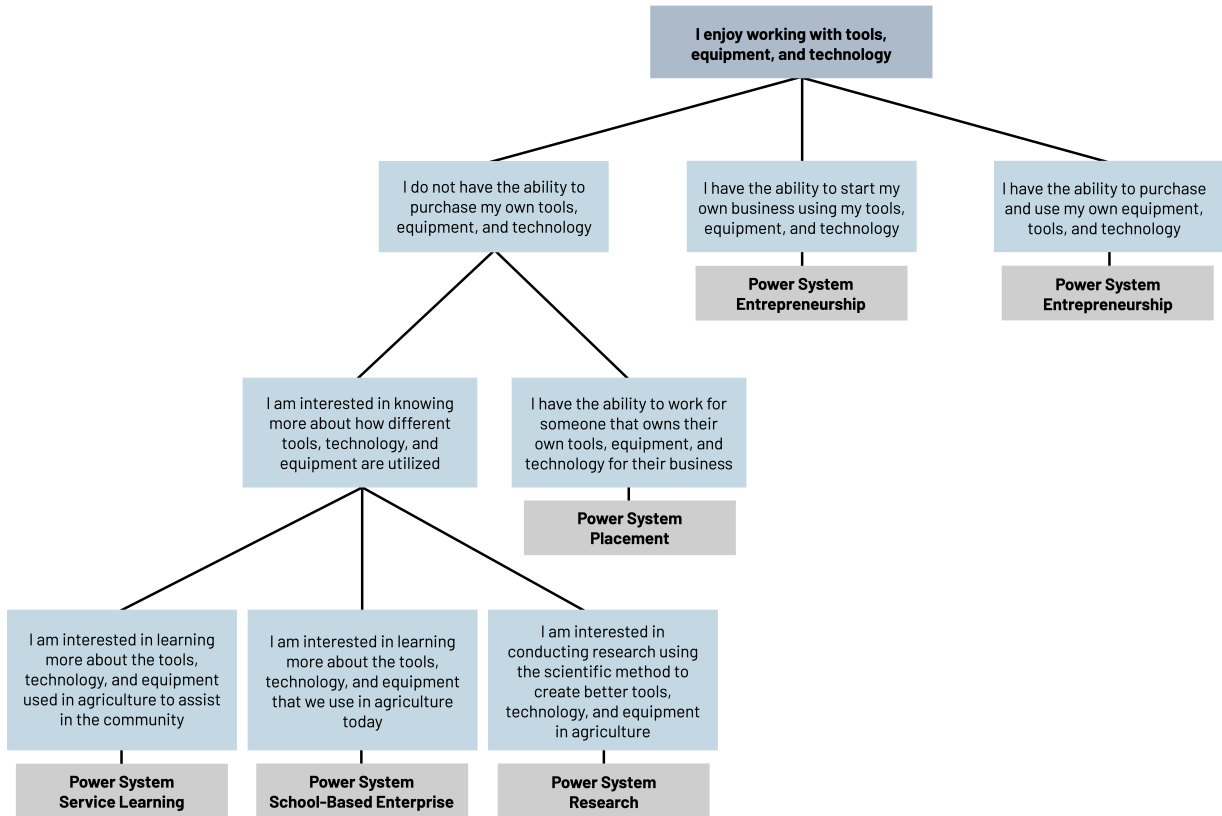 I enjoy working with tools,
equipment, and technology
I do not have the ability to
purchase my own tools,
equipment, and technology
I have the ability to start my
own business using my tools,
equipment, and technology
I have the ability to purchase
and use my own equipment,
tools, and technology
Power System
Entrepreneurship
Power System
Entrepreneurship
I am interested in knowing
more about how different
tools, technology, and
equipment are utilized
I have the ability to work for
someone that owns their
own tools, equipment, and
technology for their business
Power System
Placement
I am interested in learning
more about the tools,
technology, and equipment
used in agriculture to assist
in the community
I am interested in learning
more about the tools,
technology, and equipment
that we use in agriculture
today
I am interested in
conducting research using
the scientific method to
create better tools,
technology, and equipment
in agriculture
Power System
Service Learning
Power System
School-Based Enterprise
Power System
Research